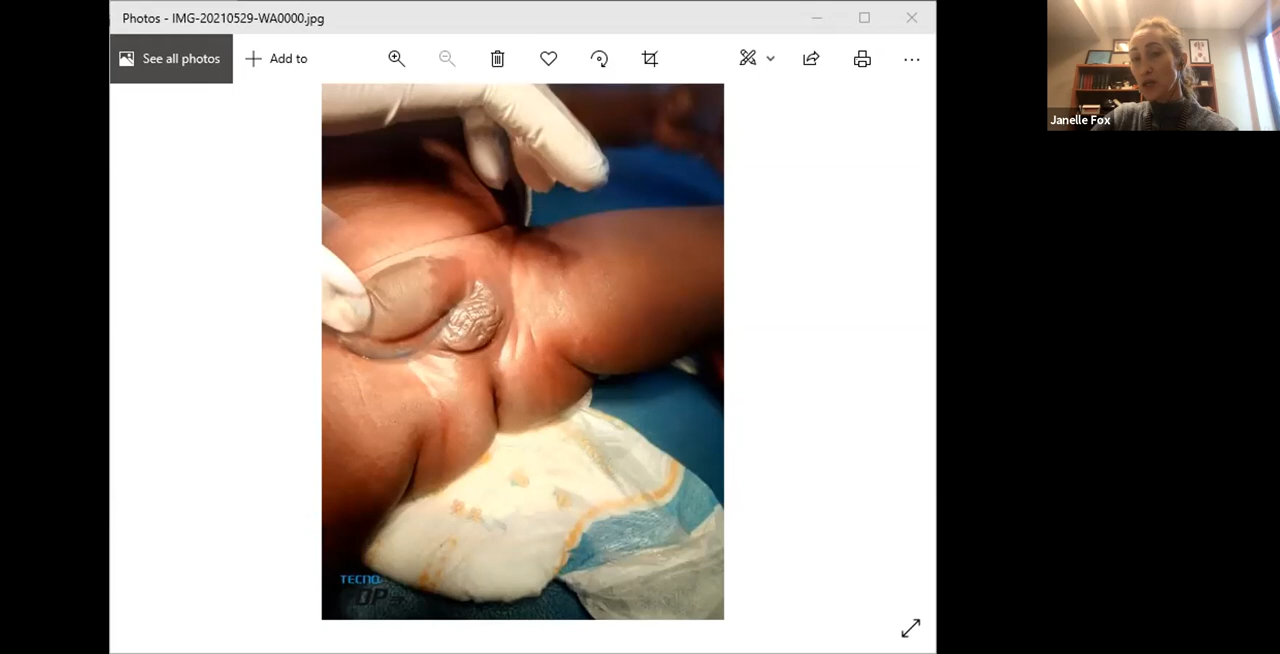 Photos - IMG-20210529-WA0000.jpg
See all photos
Add to
Janelle Fox
TECNO